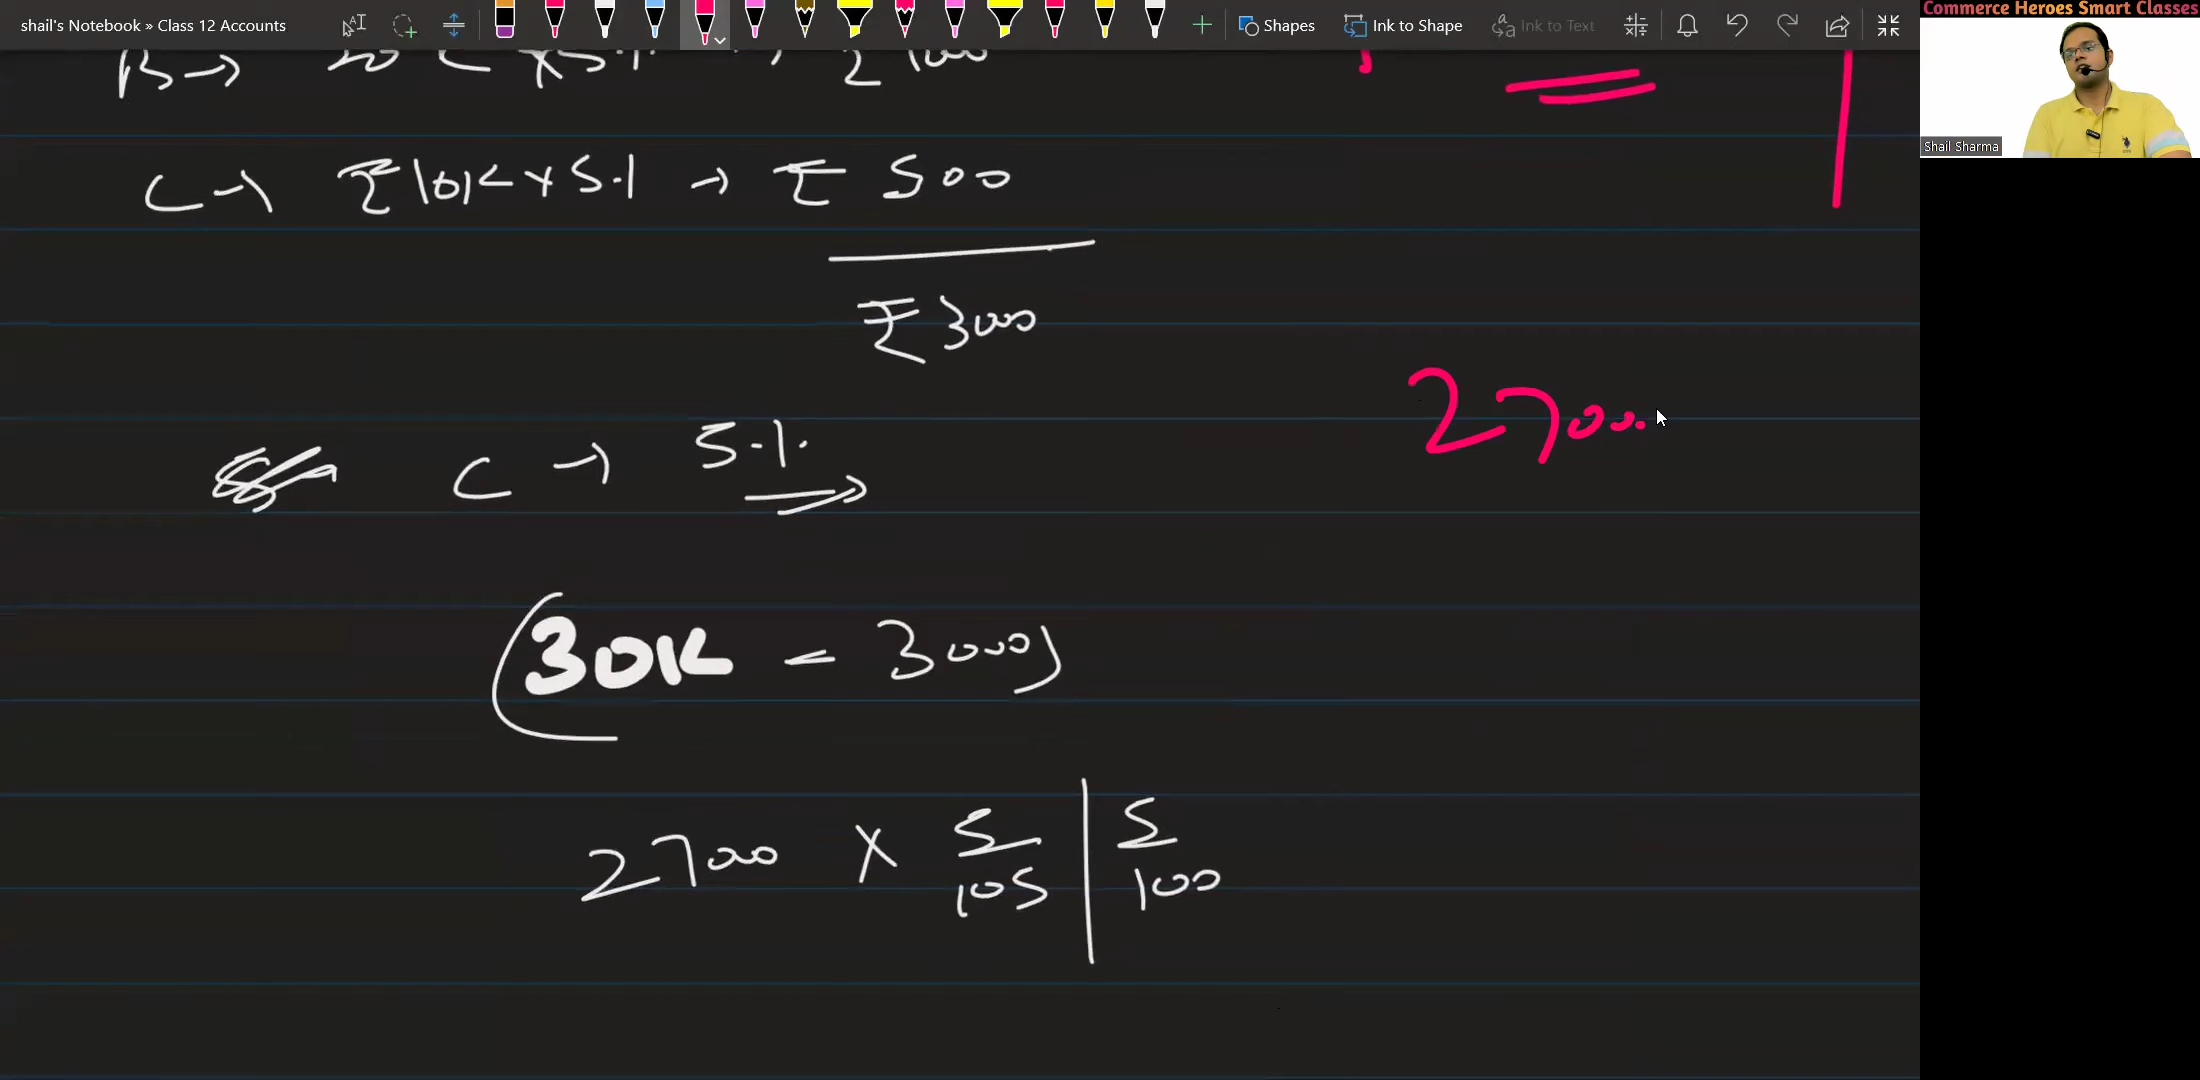 shail's Notebook » Class 12 Accounts
Shapes
Ink to Shape
Ink to Text
Commerce Heroes Smart Classes
Shail Sharma
B →
C → ₹10K × 5% → ₹ 500
₹ 3000
C → 5%
2700
(30K - 3000)
2700 × 5/105 | 5/100